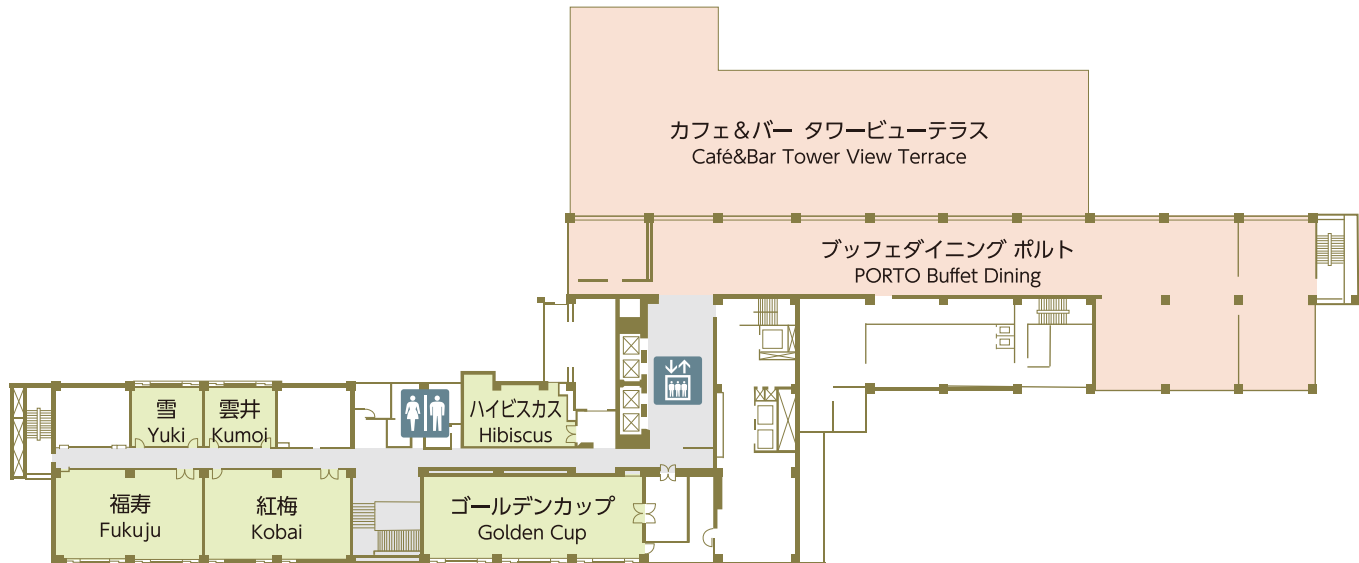 カフェ＆バー タワービューテラス
Café&Bar Tower View Terrace
ブッフェダイニング ポルト
PORTO Buffet Dining
雪
Yuki
雲井
Kumoi
ハイビスカス
Hibiscus
福寿
Fukuju
紅梅
Kobai
ゴールデンカップ
Golden Cup